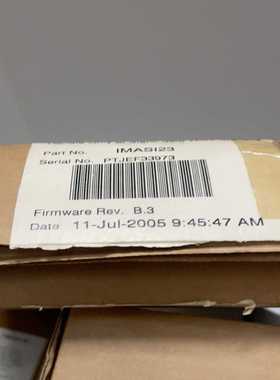 Part No. IMASI23
Serial No. PTJEF33973
Firmware Rev. B.3
Date 11-Jul-2005 9:45:47 AM